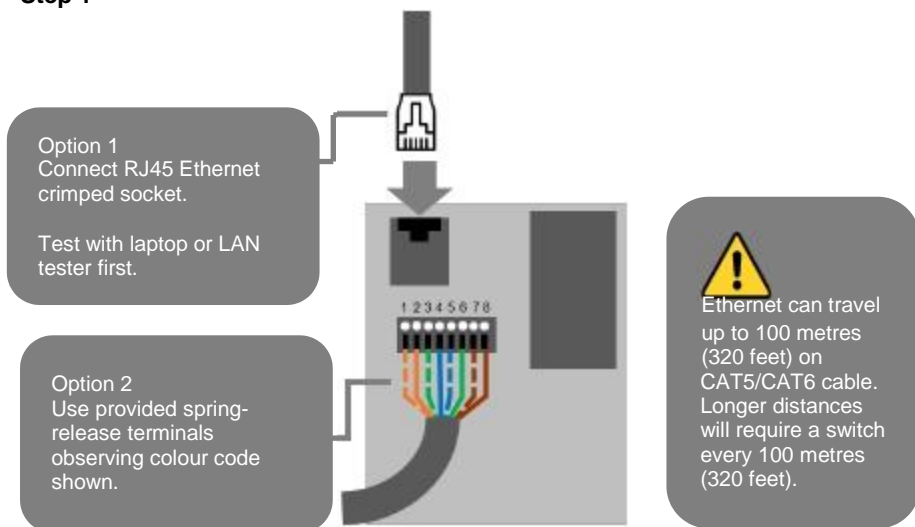 Option 1
Connect RJ45 Ethernet
crimped socket.
Test with laptop or LAN
tester first.
1 2 3 4 5 6 7 8
Option 2
Use provided spring-
release terminals
observing colour code
shown.
Ethernet can travel
up to 100 metres
(320 feet) on
CAT5/CAT6 cable.
Longer distances
will require a switch
every 100 metres
(320 feet).